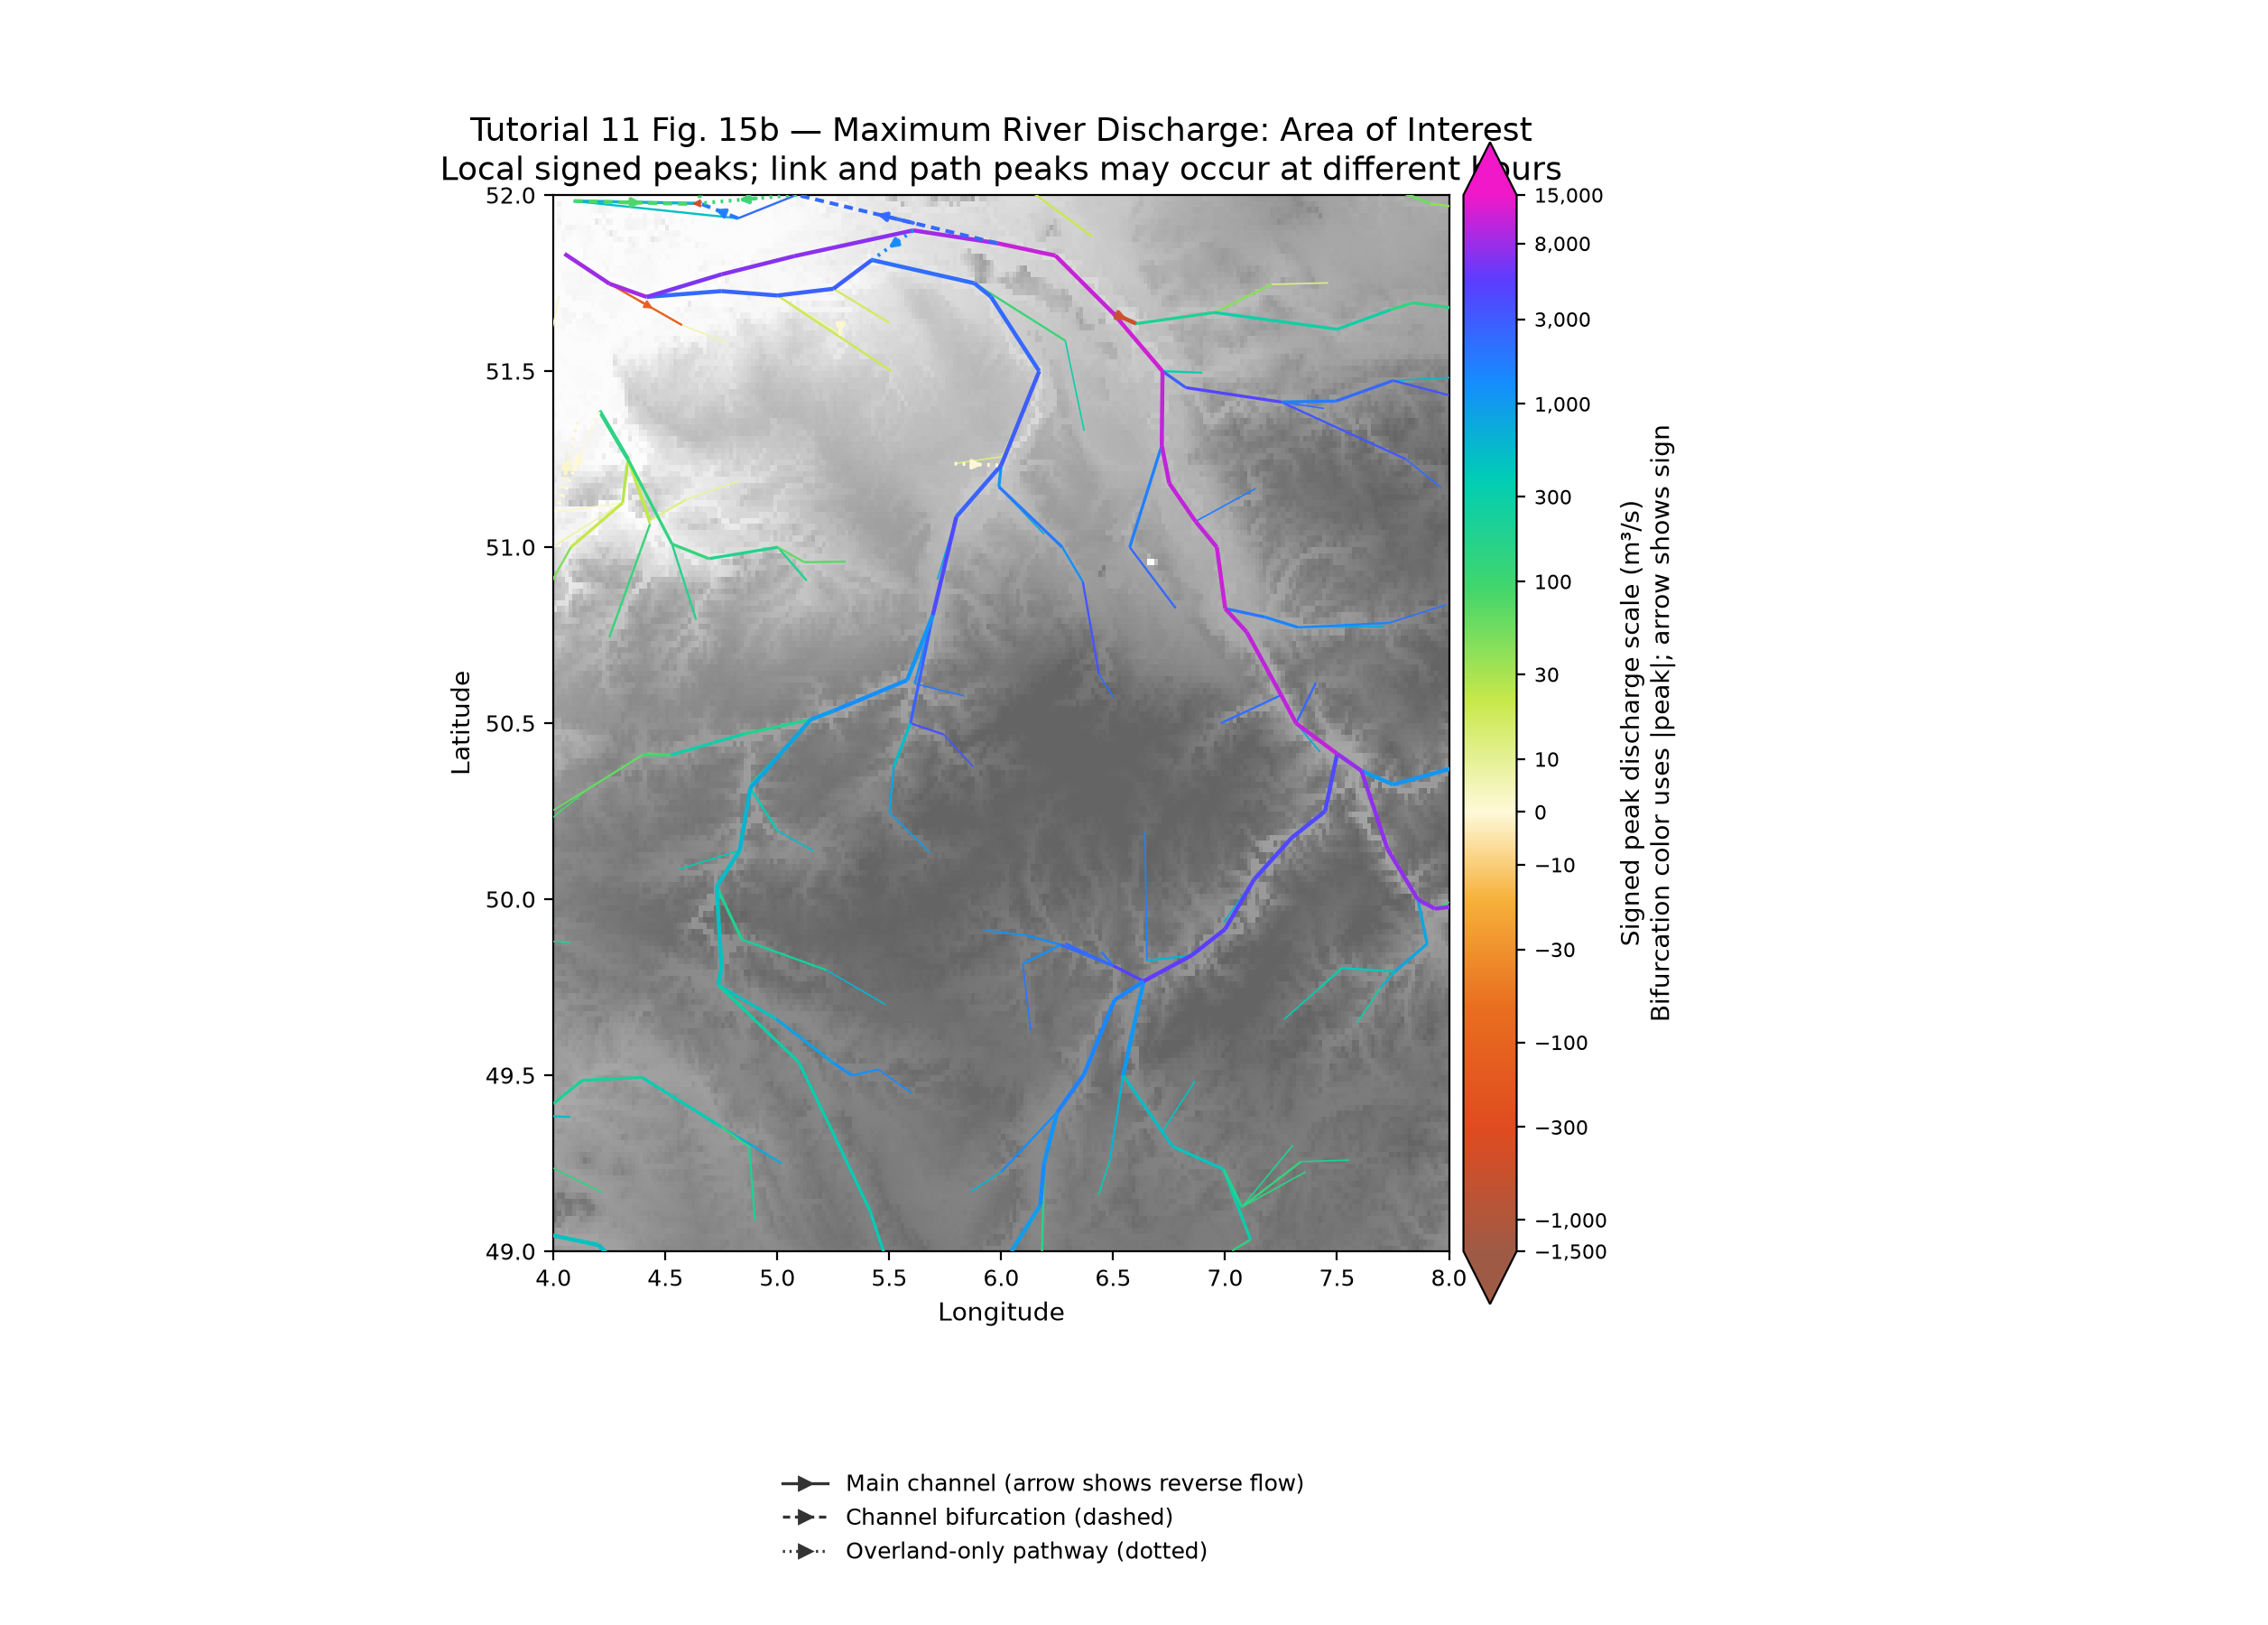 Tutorial 11 Fig. 15b — Maximum River Discharge: Area of Interest
Local signed peaks; link and path peaks may occur at different ours
52.0
51.5
51.0
50.5
50.0
49.5
49.0
Latitude
4.0 4.5 5.0 5.5 6.0 6.5 7.0 7.5 8.0
Longitude
15,000
8,000
3,000
1,000
300
100
30
10
0
−10
−30
−100
−300
−1,000
−1,500
Signed peak discharge scale (m³/s)
Bifurcation color uses |peak|; arrow shows sign
Main channel (arrow shows reverse flow)
Channel bifurcation (dashed)
Overland-only pathway (dotted)